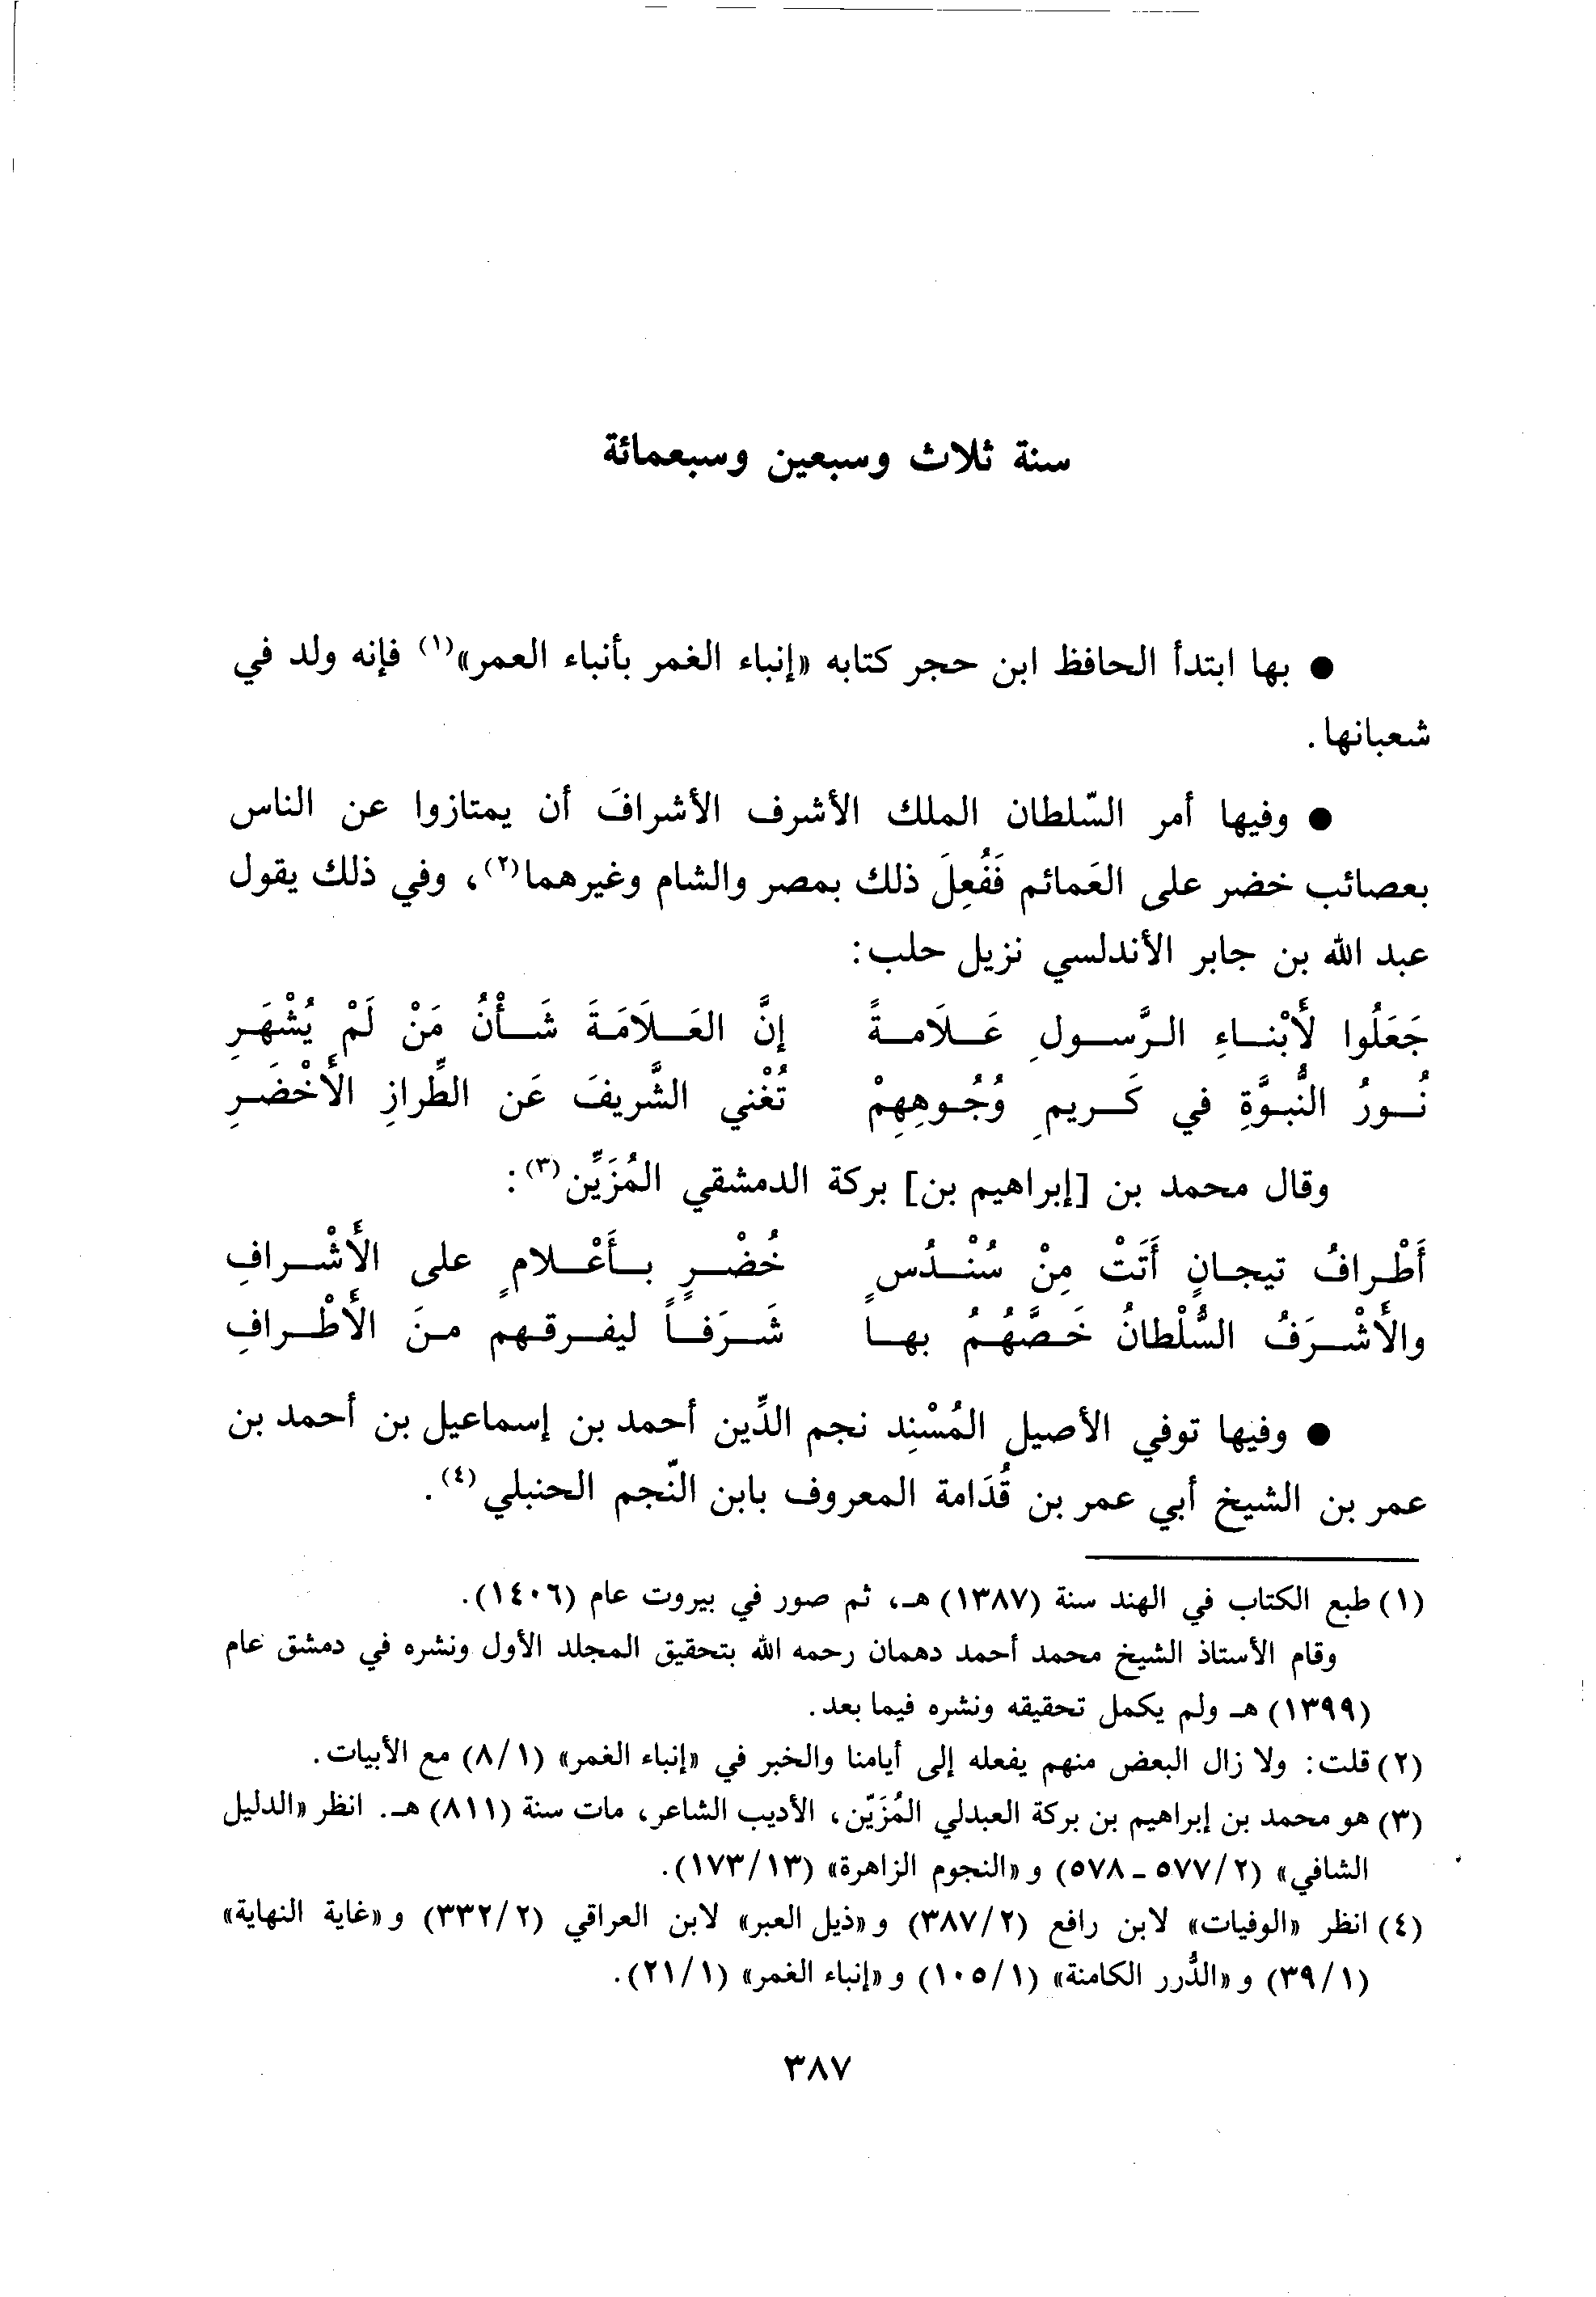 سنة ثلاث وسبعين وسبعمائة
● بها ابتدأ الحافظ ابن حجر كتابه «إنباء الغمر بأنباء العمر»(١) فإنه ولد في
شعبانها.
● وفيها أمر السّلطان الملك الأشرف الأشرافَ أن يمتازوا عن الناس
بعصائب خضر على العَمائم فَفُعِلَ ذلك بمصر والشام وغيرهما(٢)، وفي ذلك يقول
عبد الله بن جابر الأندلسي نزيل حلب:
جَعَلُوا لأَبْنـاءِ الـرَّسـولِ عَـلَامـةً إنَّ العَـلَامَـةَ شَـأْنُ مَنْ لَمْ يُشْهَـرِ
نُـورُ النُّبـوَّةِ في كَـريمِ وُجُـوهِهِمْ تُغْني الشَّريفَ عَن الطِّرازِ الأَخْضَـرِ
وقال محمد بن [إبراهيم بن] بركة الدمشقي المُزَيِّن(٣):
أَطْـرافُ تيجـانٍ أَتَتْ مِنْ سُنْـدُسٍ خُضْـرٍ بـأَعْـلامٍ على الأَشْـرافِ
والأَشْـرَفُ السُّلْطانُ خَـصَّهُـمُ بهـا شَـرَفـاً ليفـرقـهم مـنَ الأَطْـرافِ
● وفيها توفي الأصيل المُسْنِد نجم الدِّين أحمد بن إسماعيل بن أحمد بن
عمر بن الشيخ أبي عمر بن قُدَامة المعروف بابن النّجم الحنبلي(٤).
(١) طبع الكتاب في الهند سنة (١٣٨٧) هـ، ثم صور في بيروت عام (١٤٠٦).
وقام الأستاذ الشيخ محمد أحمد دهمان رحمه الله بتحقيق المجلد الأول ونشره في دمشق عام
(١٣٩٩) هـ ولم يكمل تحقيقه ونشره فيما بعد.
(٢) قلت: ولا زال البعض منهم يفعله إلى أيامنا والخبر في «إنباء الغمر» (٨/١) مع الأبيات.
(٣) هو محمد بن إبراهيم بن بركة العبدلي المُزَيّن، الأديب الشاعر، مات سنة (٨١١) هـ. انظر «الدليل
الشافي» (٥٧٧/٢ ـ ٥٧٨) و «النجوم الزاهرة» (١٧٣/١٣).
(٤) انظر «الوفيات» لابن رافع (٣٨٧/٢) و «ذيل العبر» لابن العراقي (٣٣٢/٢) و «غاية النهاية»
(٣٩/١) و «الدُّرر الكامنة» (١٠٥/١) و «إنباء الغمر» (٢١/١).
٣٨٧